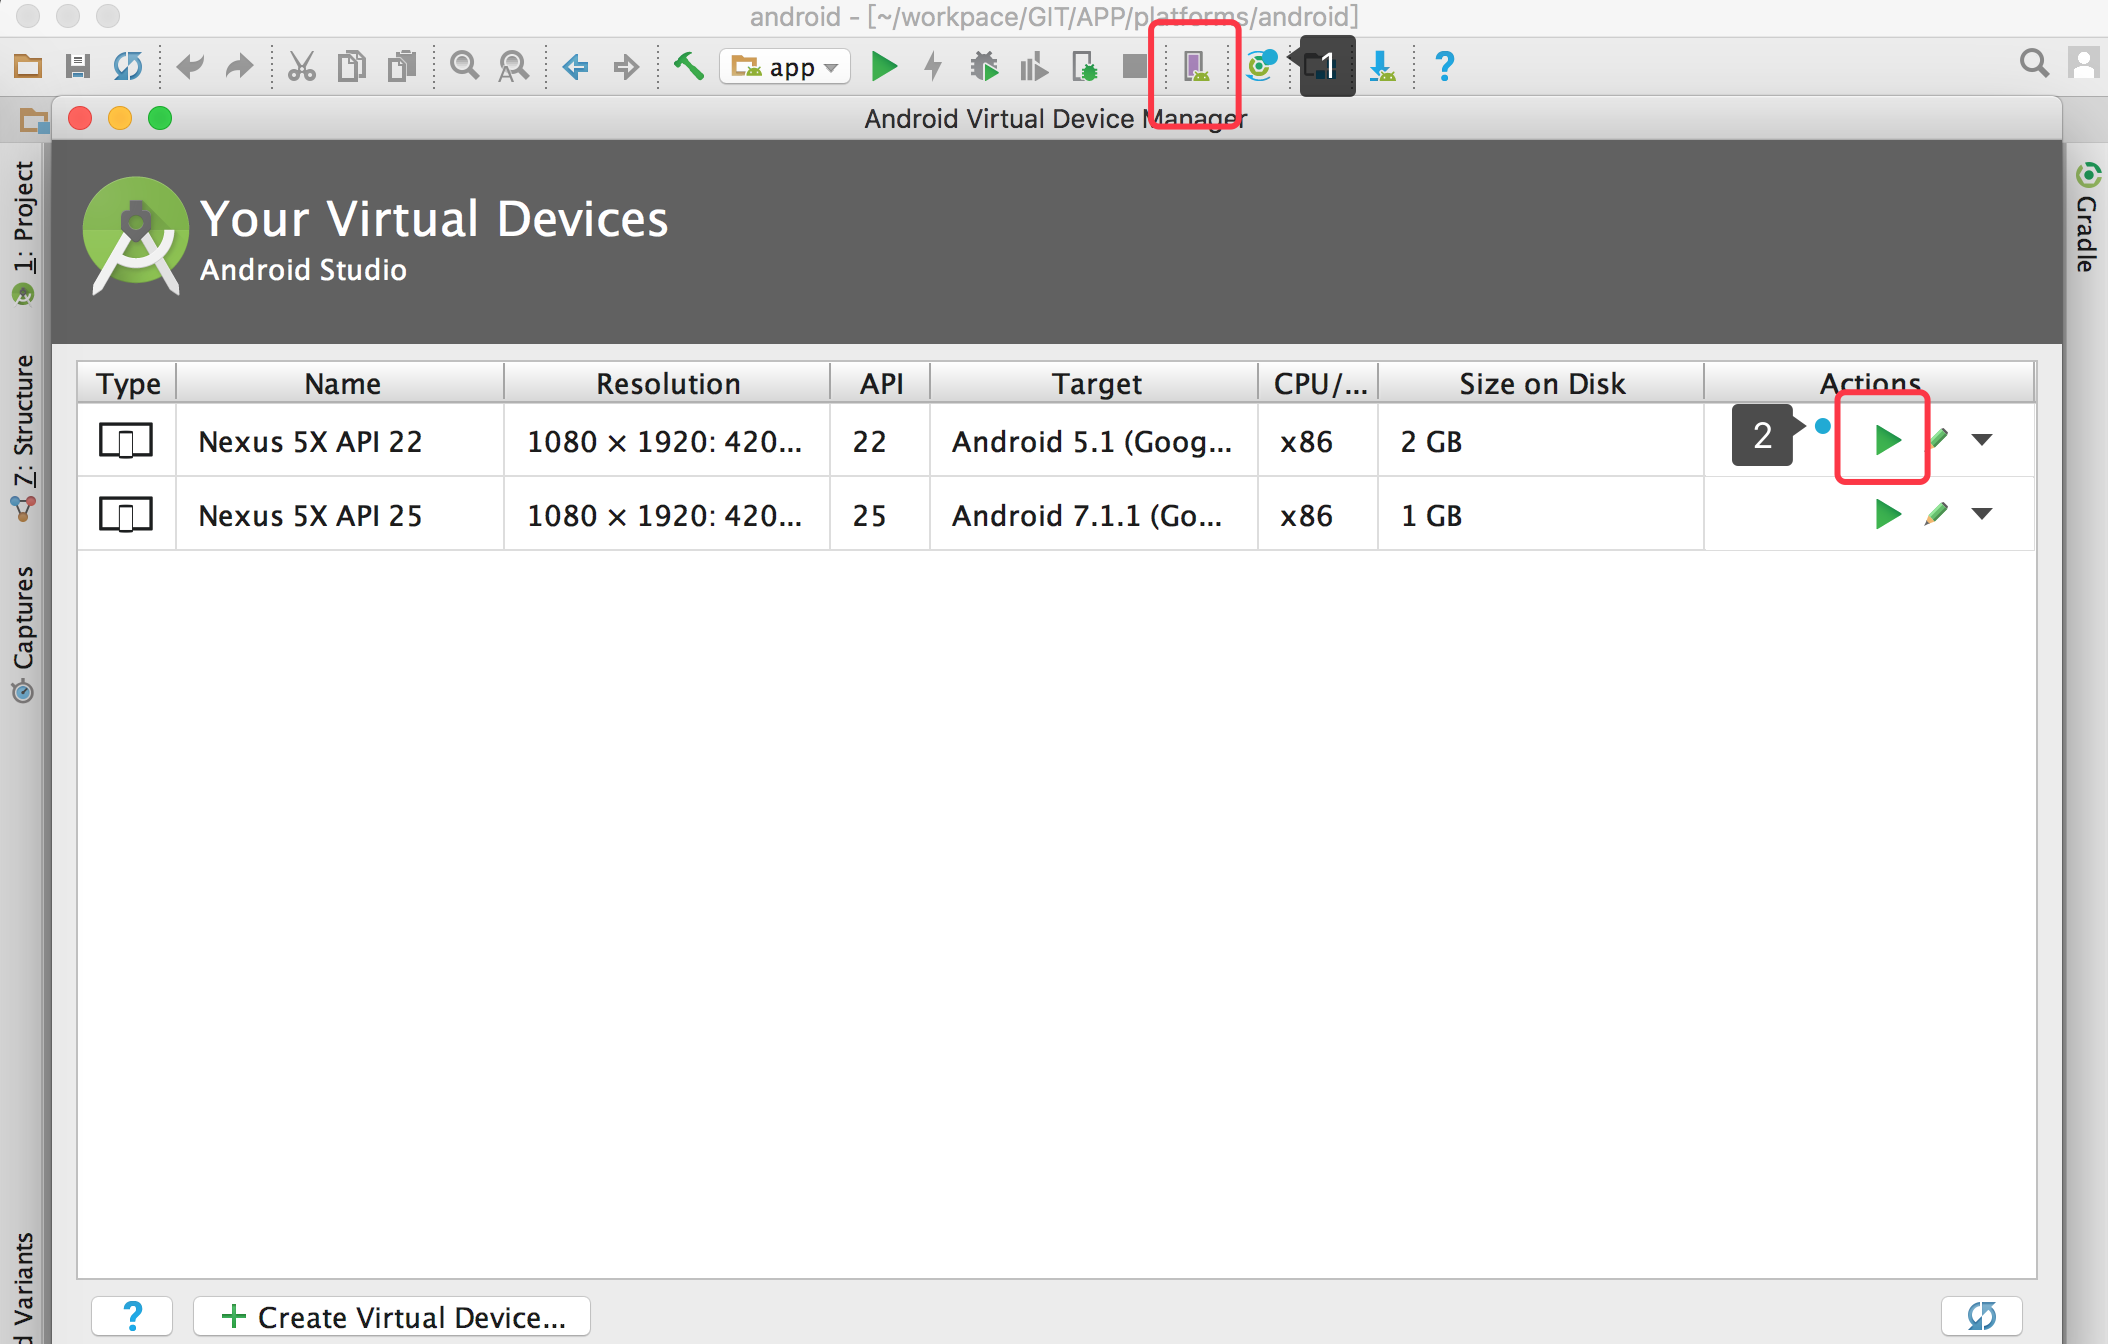 android - [~/workpace/GIT/APP/platforms/android]
app
1
?
Android Virtual Device Manager
1: Project
7: Structure
Captures
d Variants
Gradle
Your Virtual Devices
Android Studio
Type Name Resolution API Target CPU/... Size on Disk Actions
Nexus 5X API 22 1080 × 1920: 420... 22 Android 5.1 (Goog... x86 2 GB 2
Nexus 5X API 25 1080 × 1920: 420... 25 Android 7.1.1 (Go... x86 1 GB
? + Create Virtual Device...